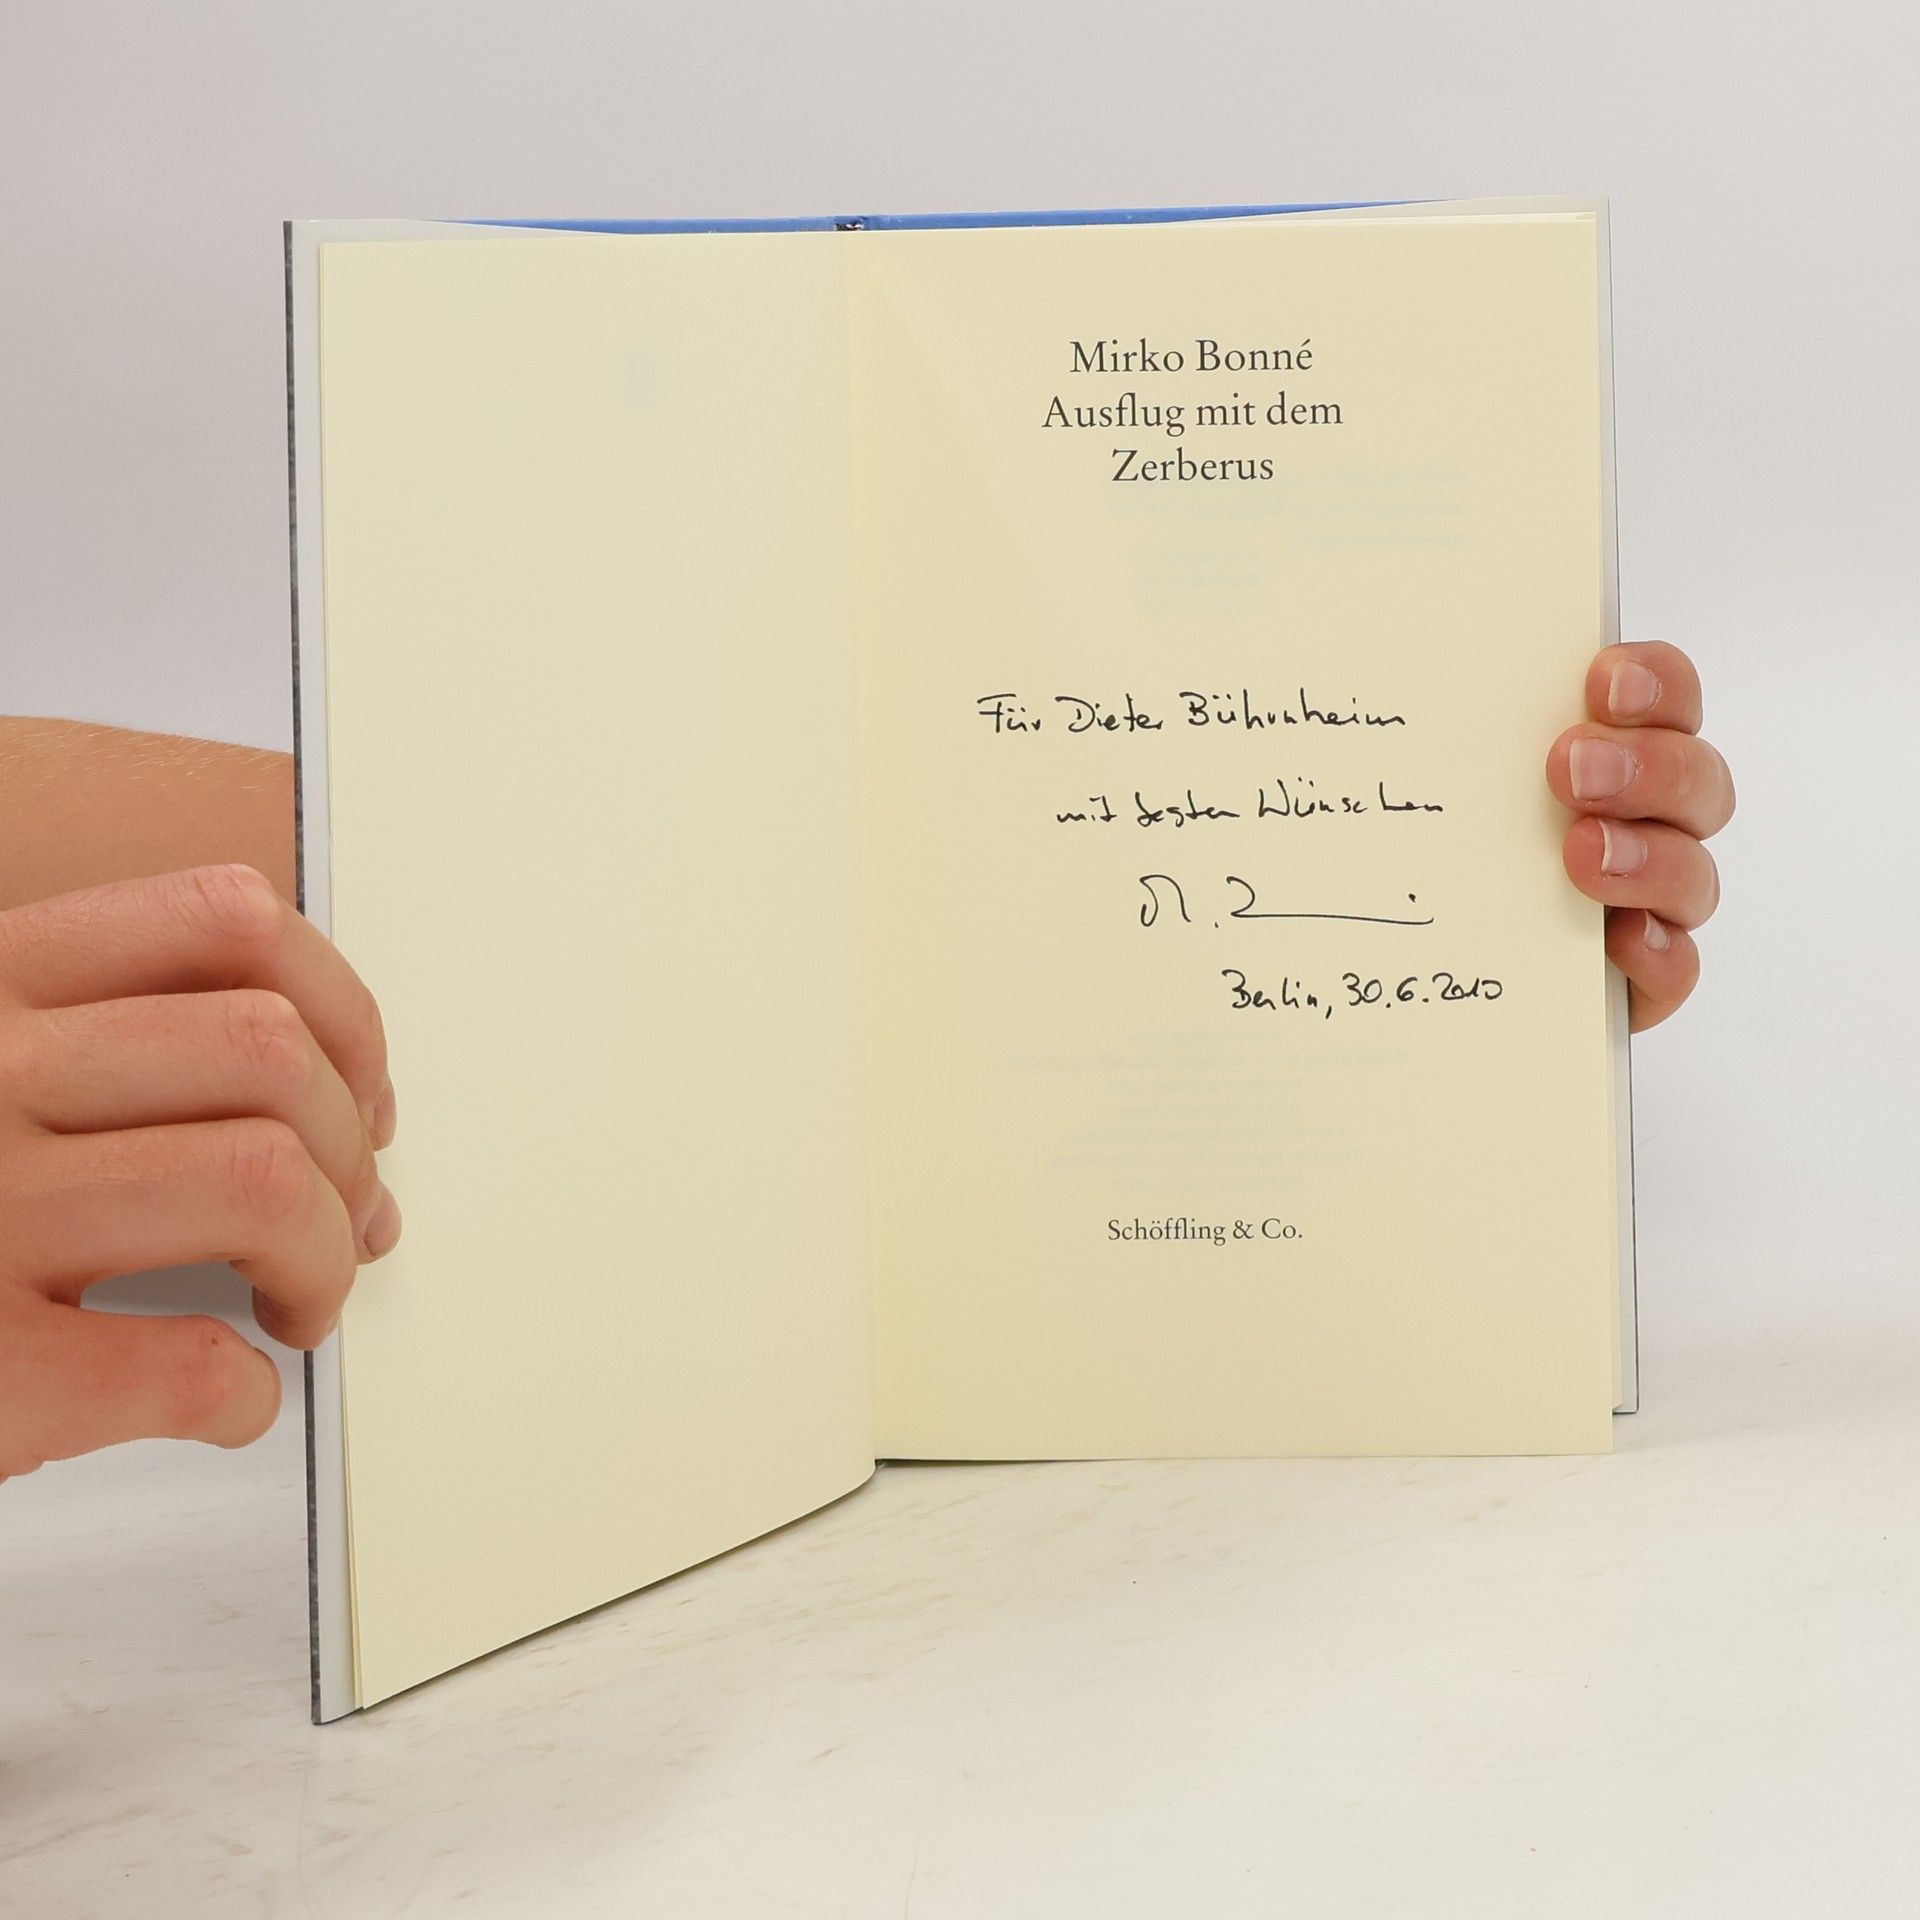 Mirko Bonné
Ausflug mit dem
Zerberus
Für Dieter Bührnheim
mit besten Wünschen
Berlin, 30.6.2010
Schöffling & Co.